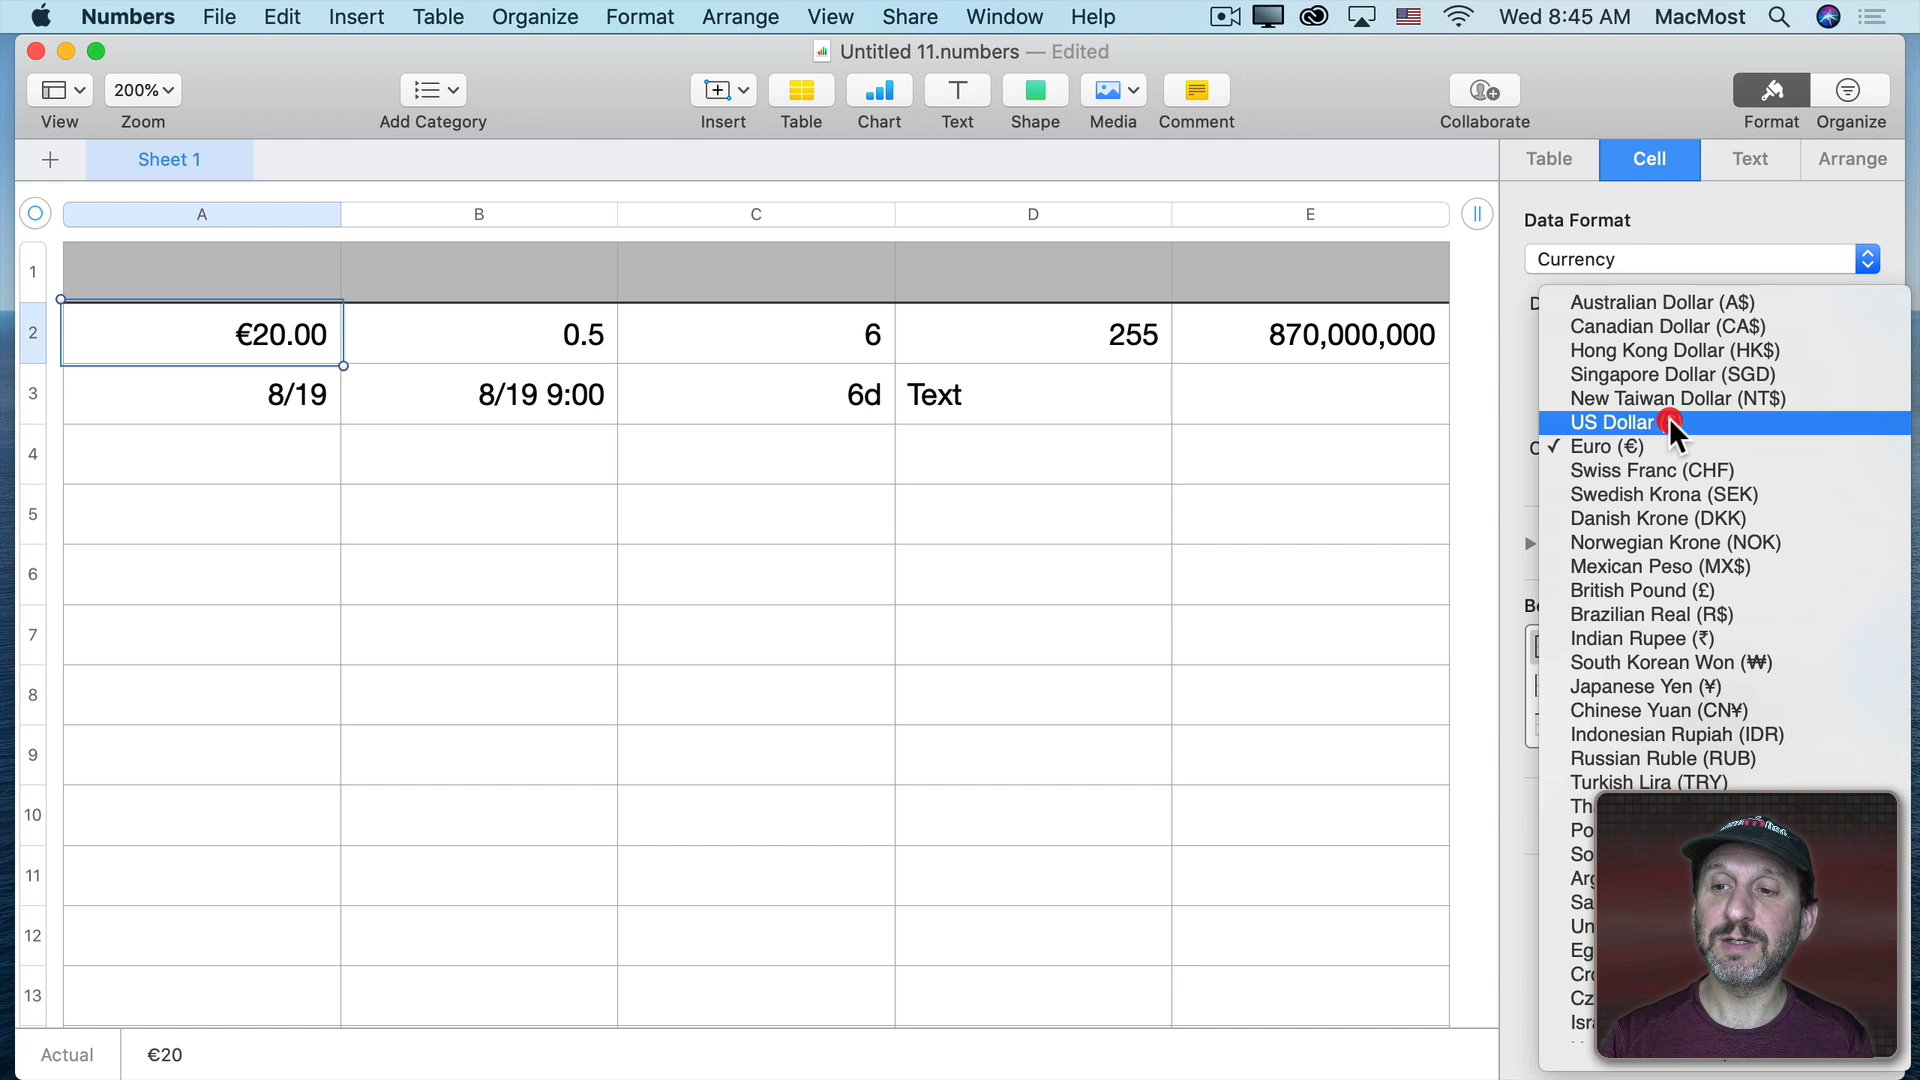 Numbers File Edit Insert Table Organize Format Arrange View Share Window Help Wed 8:45 AM MacMost
Untitled 11.numbers — Edited
200%
View Zoom Add Category Insert Table Chart Text Shape Media Comment Collaborate Format Organize
Sheet 1
Table Cell Text Arrange
A B C D E
Data Format
Currency
1
2 €20.00 0.5 6 255 870,000,000
3 8/19 8/19 9:00 6d Text
4
5
6
7
8
9
10
11
12
13
Actual €20
Australian Dollar (A$)
Canadian Dollar (CA$)
Hong Kong Dollar (HK$)
Singapore Dollar (SGD)
New Taiwan Dollar (NT$)
US Dollar
✓ Euro (€)
Swiss Franc (CHF)
Swedish Krona (SEK)
Danish Krone (DKK)
Norwegian Krone (NOK)
Mexican Peso (MX$)
British Pound (£)
Brazilian Real (R$)
Indian Rupee (₹)
South Korean Won (₩)
Japanese Yen (¥)
Chinese Yuan (CN¥)
Indonesian Rupiah (IDR)
Russian Ruble (RUB)
Turkish Lira (TRY)